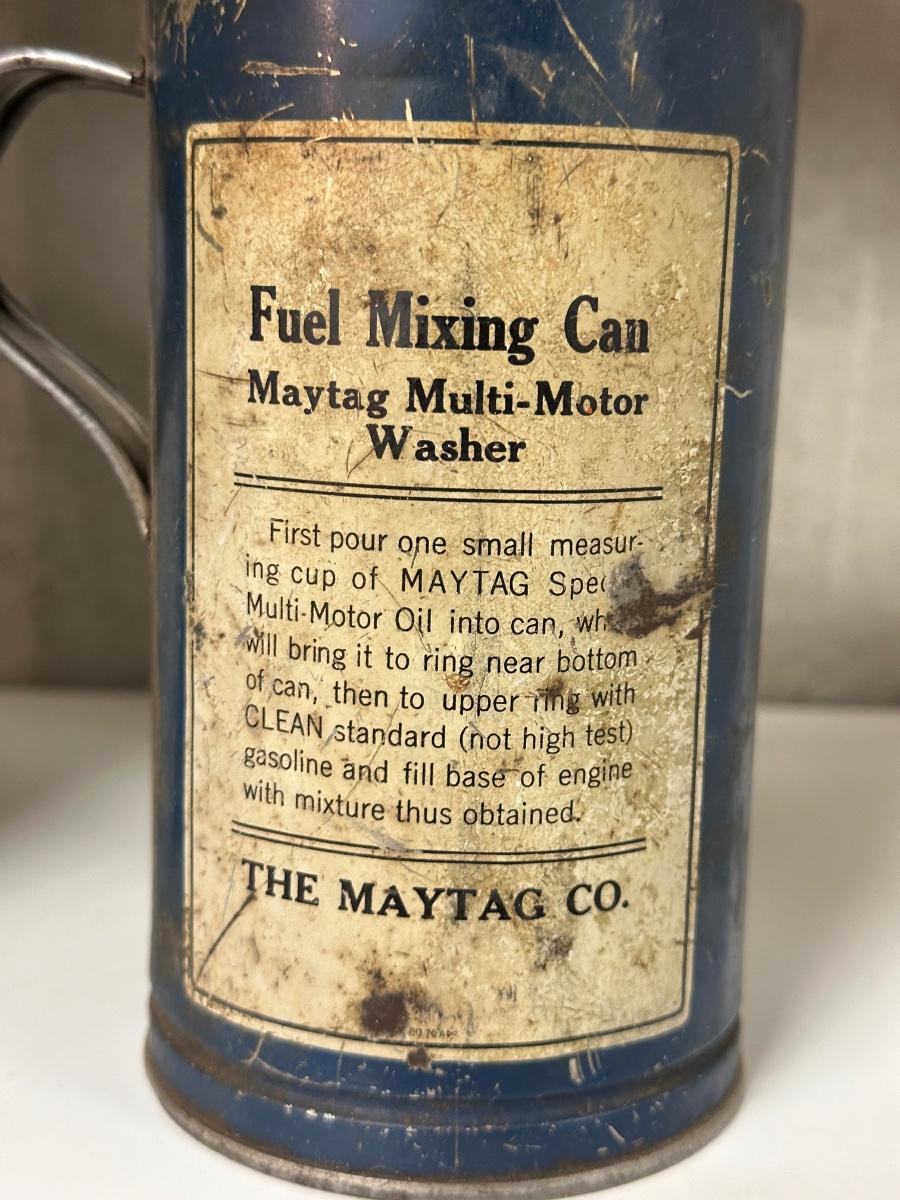 Fuel Mixing Can
Maytag Multi-Motor
Washer
First pour one small measur-
ing cup of MAYTAG
Multi-Motor Oil into can,
will bring it to ring near bottom
of can, then to upper ring with
CLEAN standard (not high test)
gasoline and fill base of engine
with mixture thus obtained.
THE MAYTAG CO.